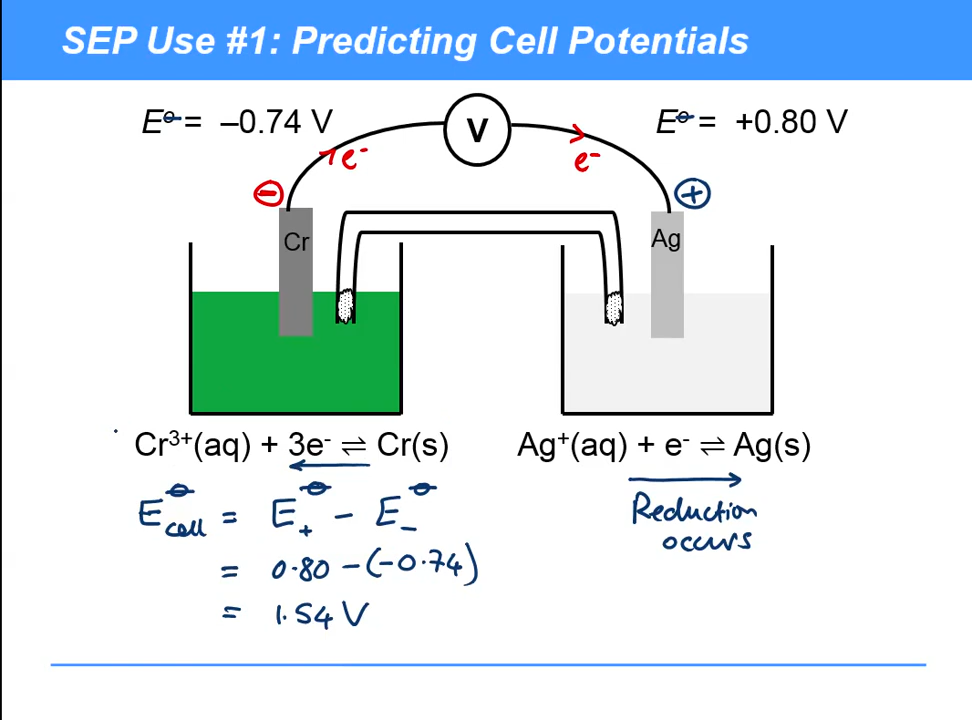 SEP Use #1: Predicting Cell Potentials
E⦵ = –0.74 V
E⦵ = +0.80 V
V
e⁻
e⁻
−
+
Cr
Ag
Cr³⁺(aq) + 3e⁻ ⇌ Cr(s)
Ag⁺(aq) + e⁻ ⇌ Ag(s)
E⦵cell = E⦵₊ − E⦵₋
= 0.80 − (−0.74)
= 1.54 V
Reduction
occurs